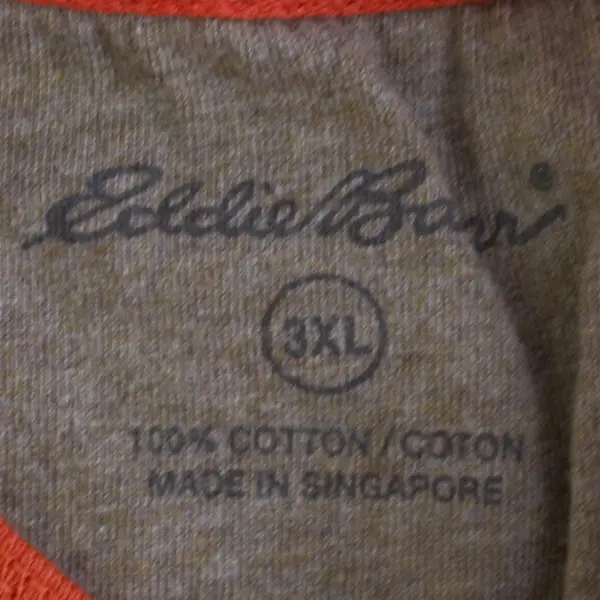 Eddie Bauer®
3XL
100% COTTON / COTON
MADE IN SINGAPORE